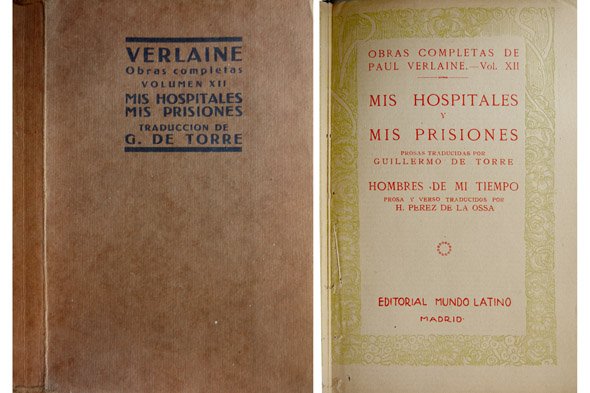 VERLAINE
Obras completas
VOLUMEN XII
MIS HOSPITALES
MIS PRISIONES
TRADUCCION DE
G. DE TORRE
OBRAS COMPLETAS DE
PAUL VERLAINE.—Vol. XII
MIS HOSPITALES
Y
MIS PRISIONES
PROSAS TRADUCIDAS POR
GUILLERMO DE TORRE
HOMBRES DE MI TIEMPO
PROSA Y VERSO TRADUCIDOS POR
H. PEREZ DE LA OSSA
EDITORIAL MUNDO LATINO
MADRID